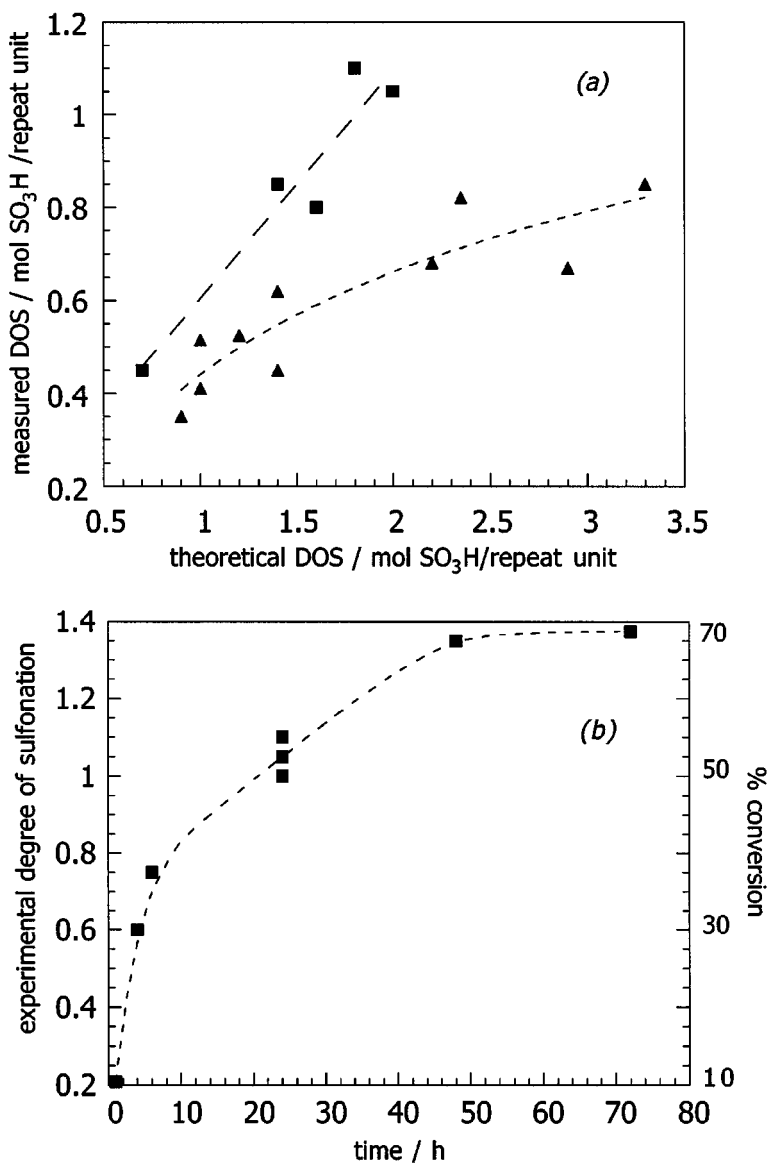 1.2
1
0.8
0.6
0.4
0.2
measured DOS / mol SO₃H /repeat unit
(a)
0.5 1 1.5 2 2.5 3 3.5
theoretical DOS / mol SO₃H/repeat unit
1.4
1.2
1
0.8
0.6
0.4
0.2
experimental degree of sulfonation
(b)
70
50
30
10
% conversion
0 10 20 30 40 50 60 70 80
time / h